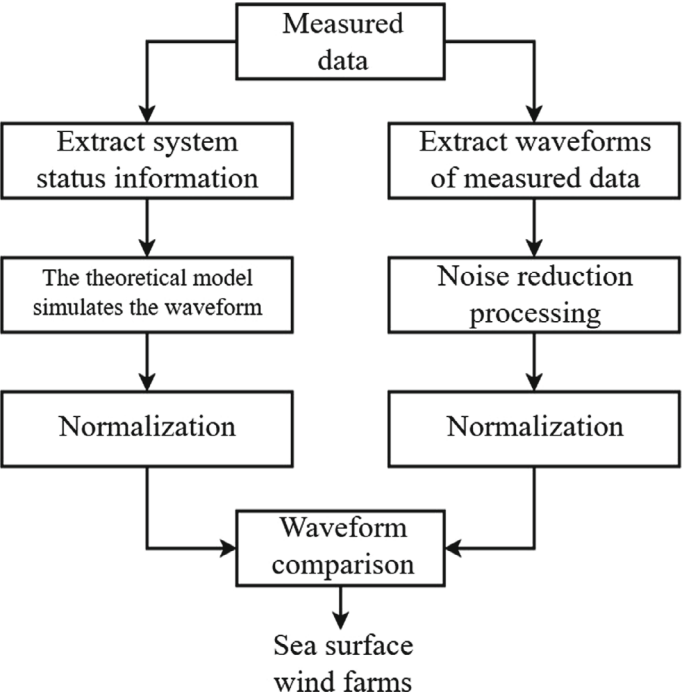 Measured
data
Extract system
status information
Extract waveforms
of measured data
The theoretical model
simulates the waveform
Noise reduction
processing
Normalization
Normalization
Waveform
comparison
Sea surface
wind farms